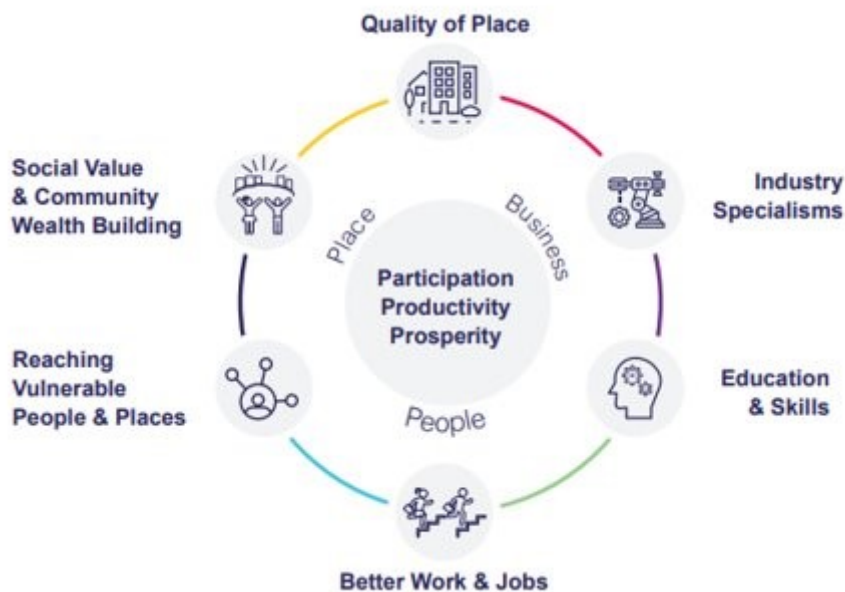 Quality of Place
Social Value
& Community
Wealth Building
Industry
Specialisms
Place
Business
Participation
Productivity
Prosperity
People
Reaching
Vulnerable
People & Places
Education
& Skills
Better Work & Jobs